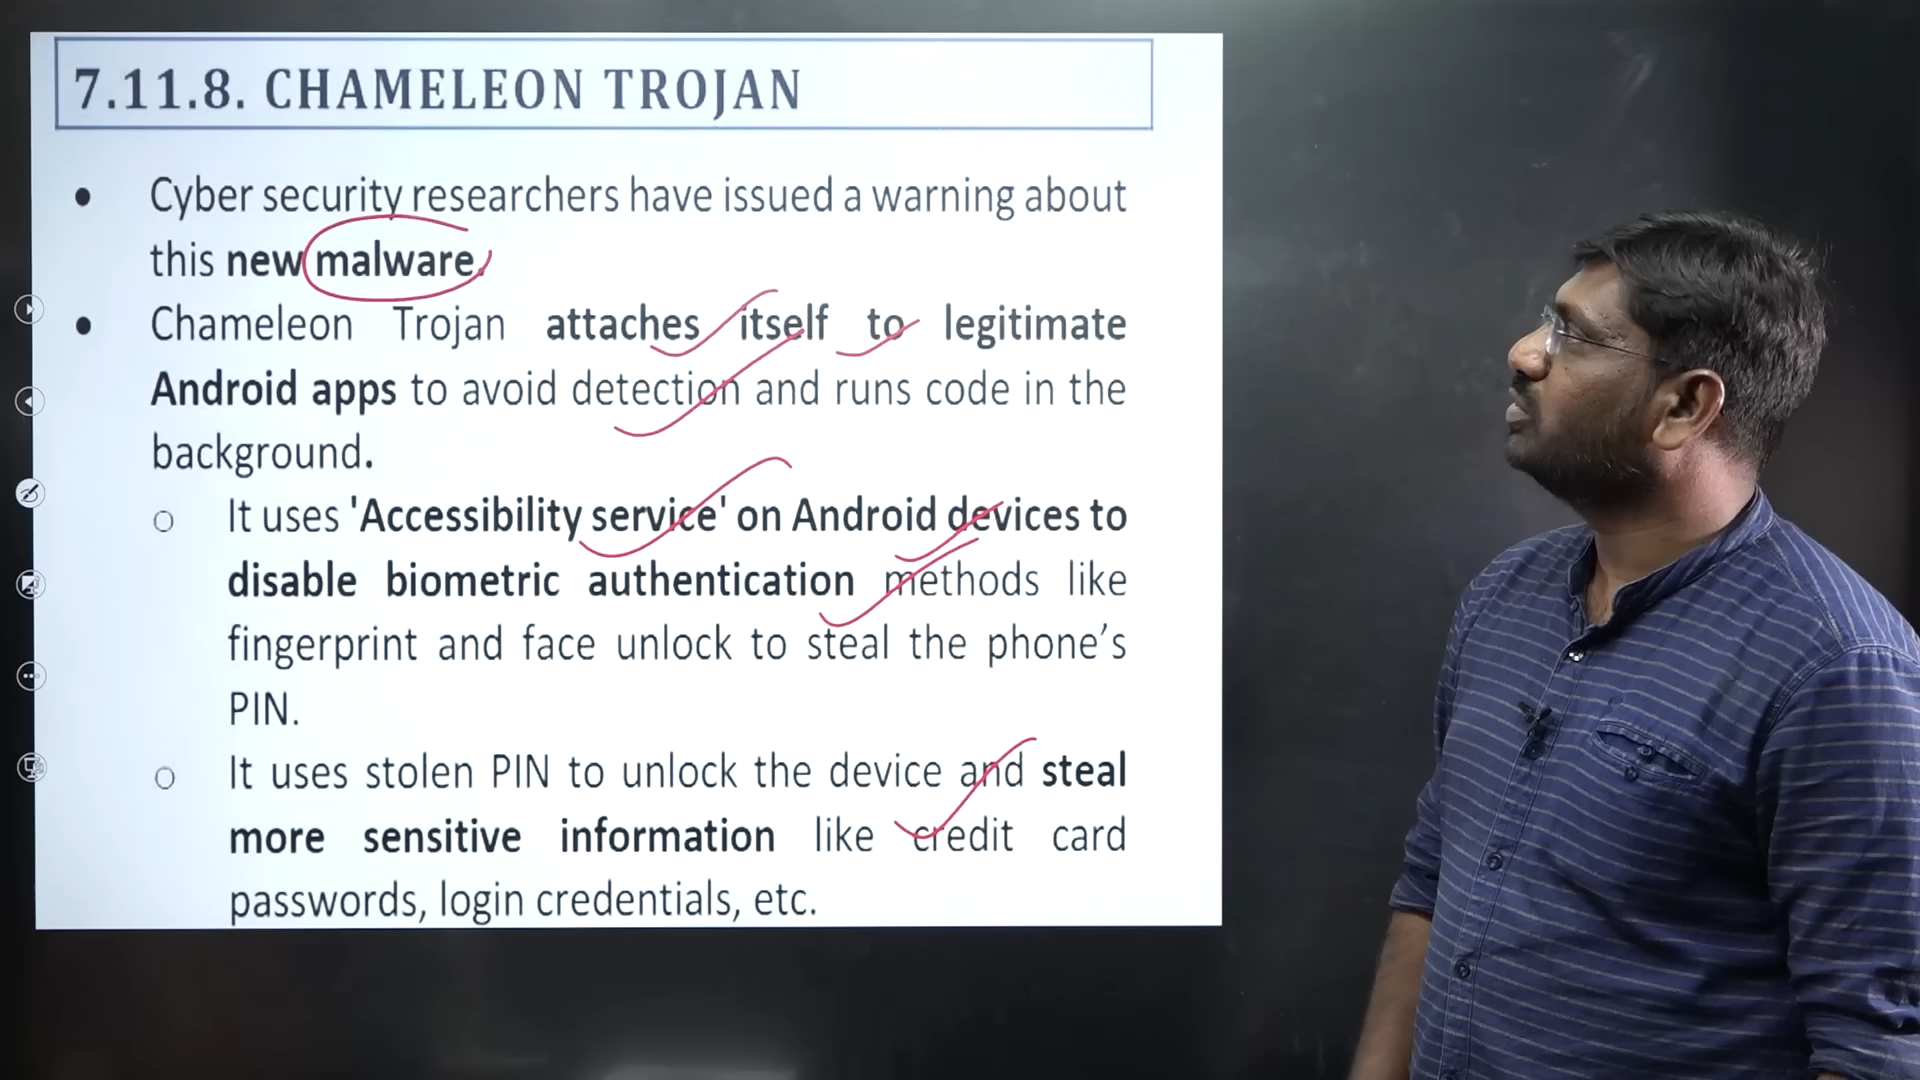 7.11.8. CHAMELEON TROJAN
• Cyber security researchers have issued a warning about
this new malware.
• Chameleon Trojan attaches itself to legitimate
Android apps to avoid detection and runs code in the
background.
o It uses 'Accessibility service' on Android devices to
disable biometric authentication methods like
fingerprint and face unlock to steal the phone’s
PIN.
o It uses stolen PIN to unlock the device and steal
more sensitive information like credit card
passwords, login credentials, etc.